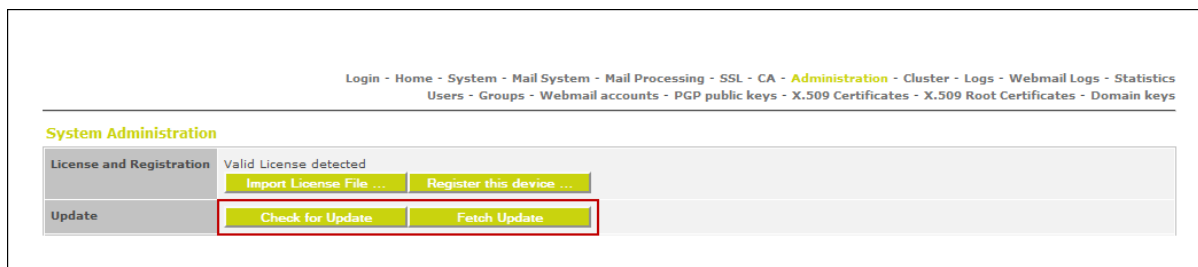 Login - Home - System - Mail System - Mail Processing - SSL - CA - Administration - Cluster - Logs - Webmail Logs - Statistics
Users - Groups - Webmail accounts - PGP public keys - X.509 Certificates - X.509 Root Certificates - Domain keys
System Administration
License and Registration Valid License detected
Import License File ... Register this device ...
Update Check for Update Fetch Update